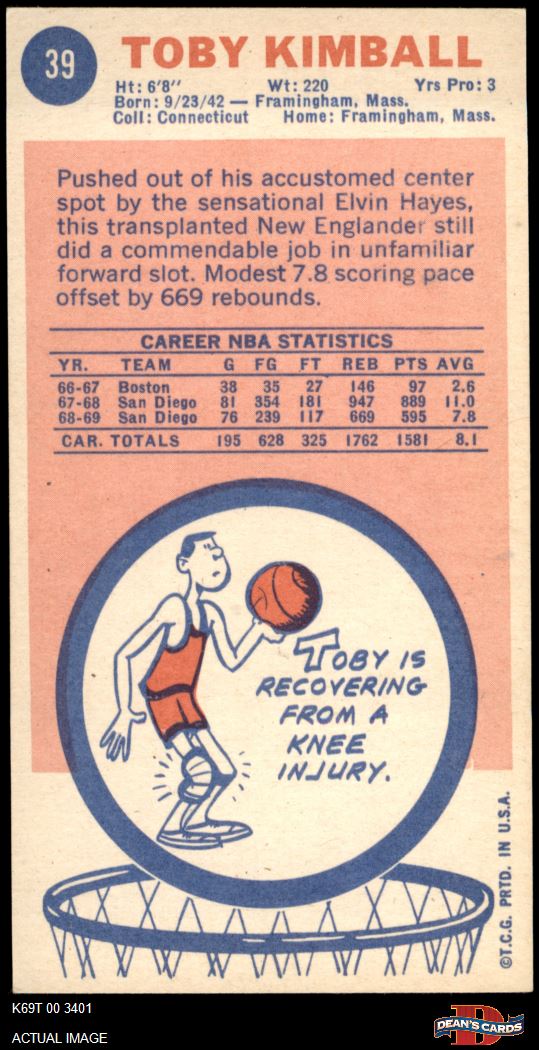 39
TOBY KIMBALL
Ht: 6'8'' Wt: 220 Yrs Pro: 3
Born: 9/23/42 — Framingham, Mass.
Coll: Connecticut Home: Framingham, Mass.
Pushed out of his accustomed center
spot by the sensational Elvin Hayes,
this transplanted New Englander still
did a commendable job in unfamiliar
forward slot. Modest 7.8 scoring pace
offset by 669 rebounds.
CAREER NBA STATISTICS
YR. TEAM G FG FT REB PTS AVG
66-67 Boston 38 35 27 146 97 2.6
67-68 San Diego 81 354 181 947 889 11.0
68-69 San Diego 76 239 117 669 595 7.8
CAR. TOTALS 195 628 325 1762 1581 8.1
TOBY IS
RECOVERING
FROM A
KNEE
INJURY.
©T.C.G. PRTD. IN U.S.A.
K69T 00 3401
ACTUAL IMAGE
D
DEAN'S CARDS